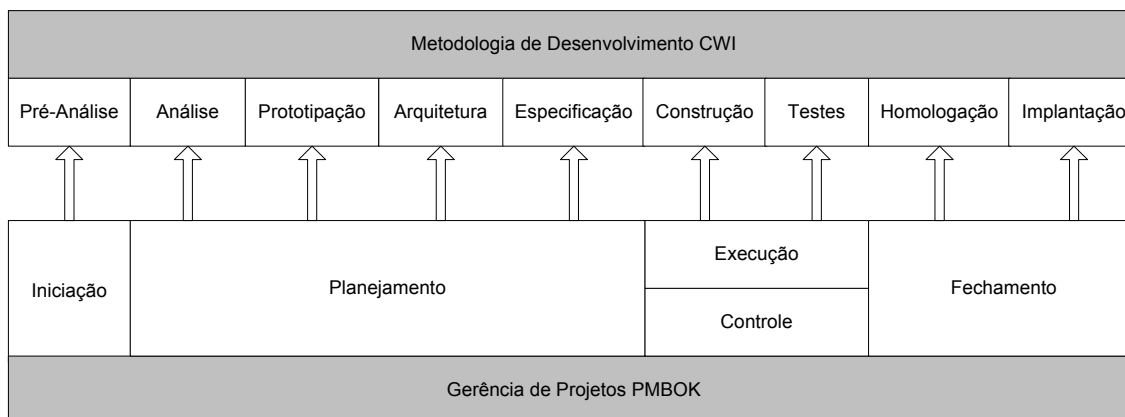 Metodologia de Desenvolvimento CWI
Pré-Análise Análise Prototipação Arquitetura Especificação Construção Testes Homologação Implantação
Iniciação
Planejamento
Execução
Controle
Fechamento
Gerência de Projetos PMBOK